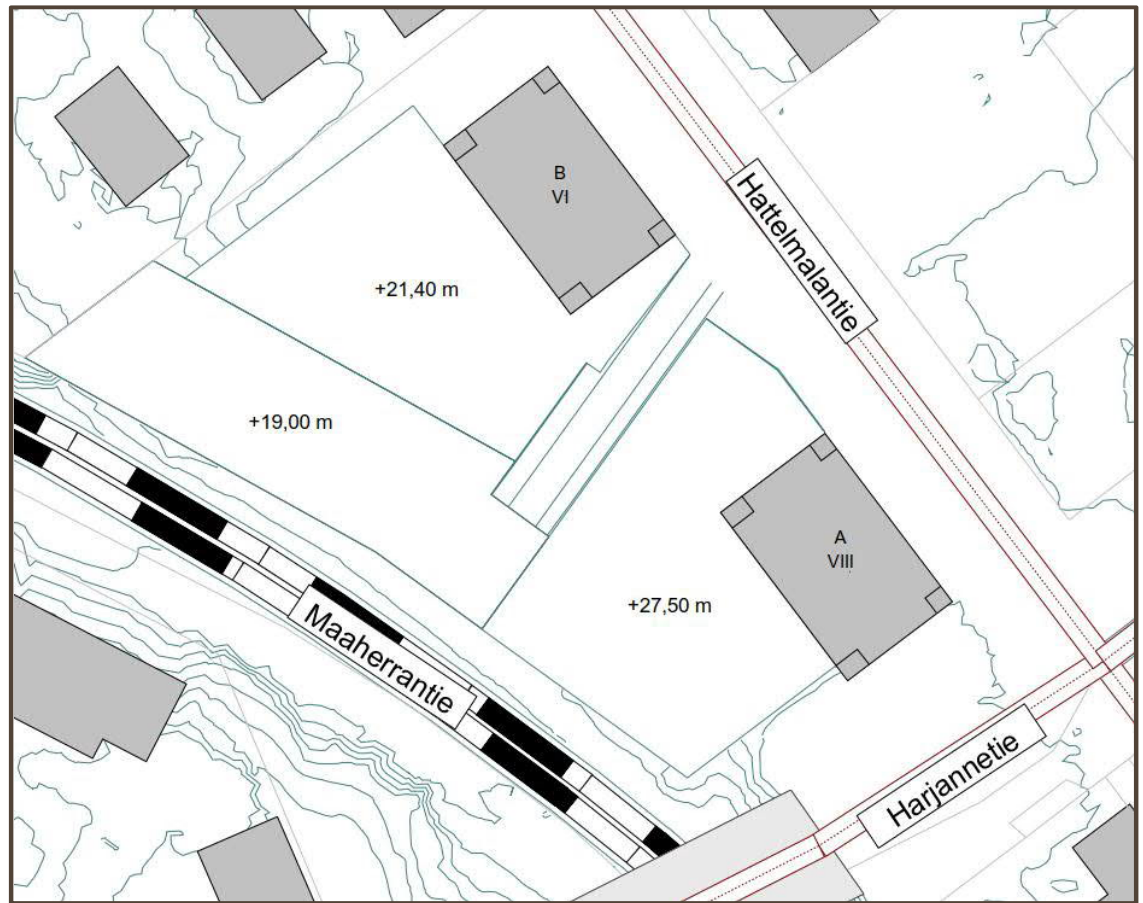 B
VI
Hattelmalantie
+21,40 m
+19,00 m
A
VIII
+27,50 m
Maaherrantie
Harjannetie